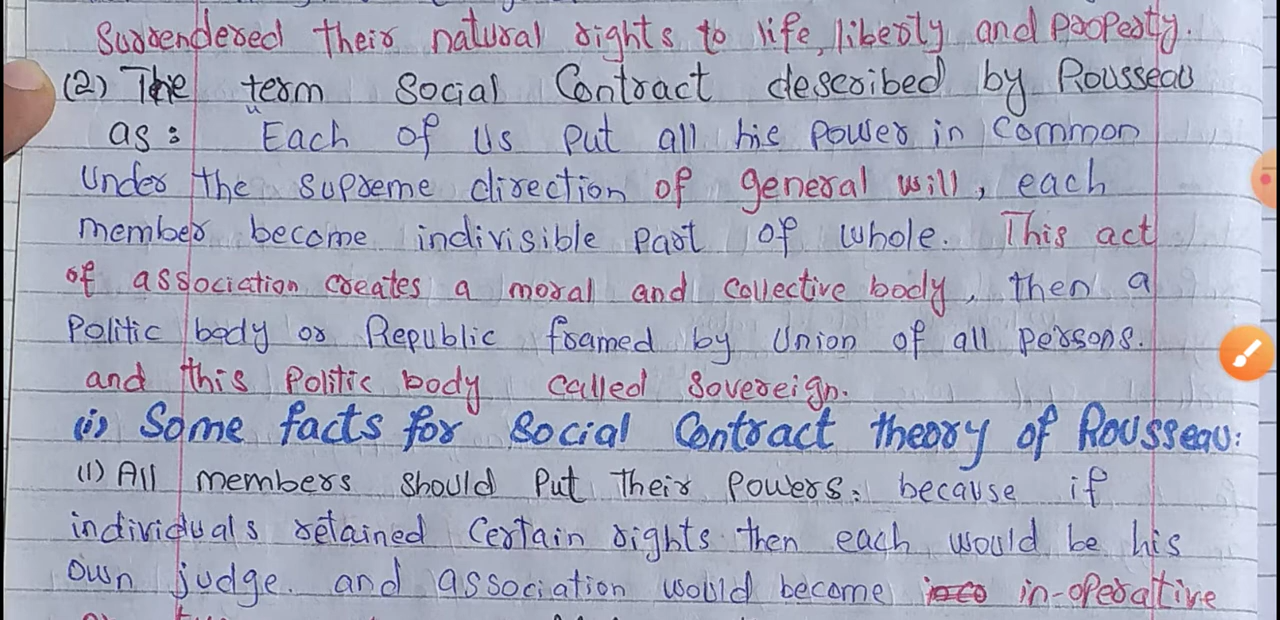 Surrendered their natural rights to life, liberty and property.
(2) The term Social Contract described by Rousseau
as: "Each of us put all his power in common
under the supreme direction of general will, each
member become indivisible part of whole. This act
of association creates a moral and collective body, then a
Politic body or Republic framed by Union of all persons.
and this Politic body called Sovereign.
(i) Some facts for Social Contract theory of Rousseau:
(1) All members should put their powers: because if
individuals retained certain rights then each would be his
own judge. and association would become in-operative